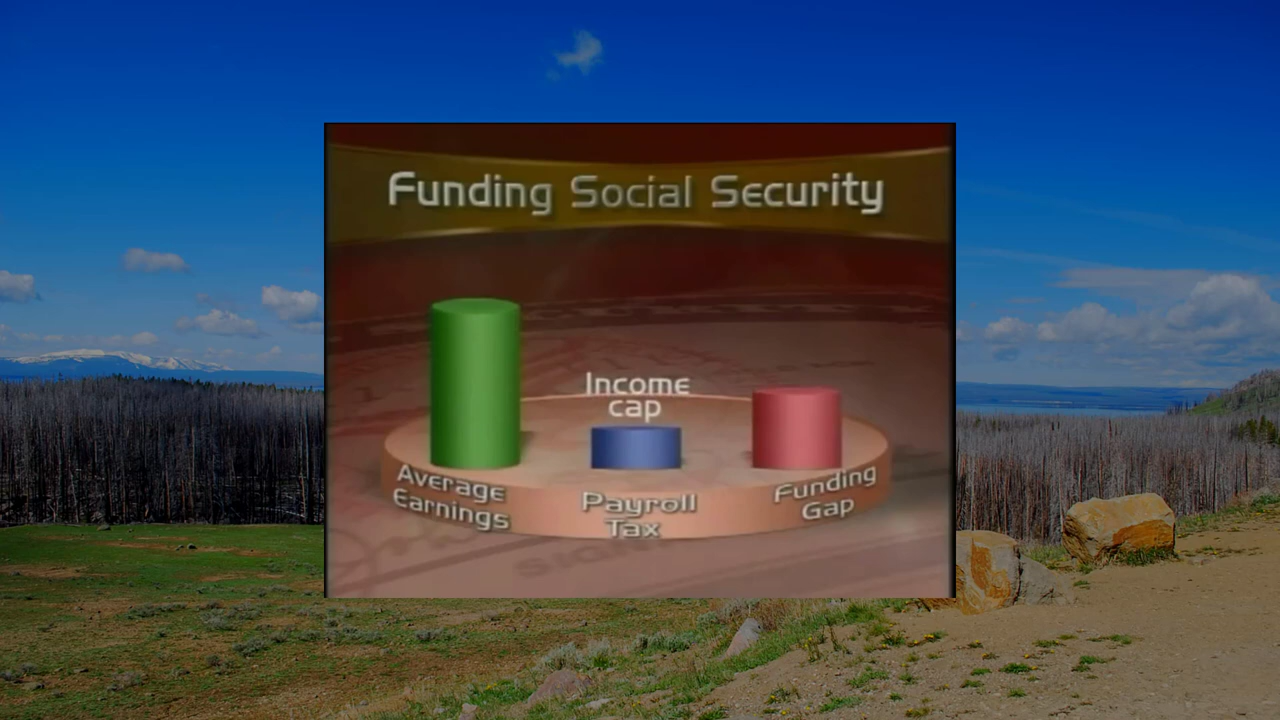 Funding Social Security
Income
cap
Average
Earnings
Payroll
Tax
Funding
Gap